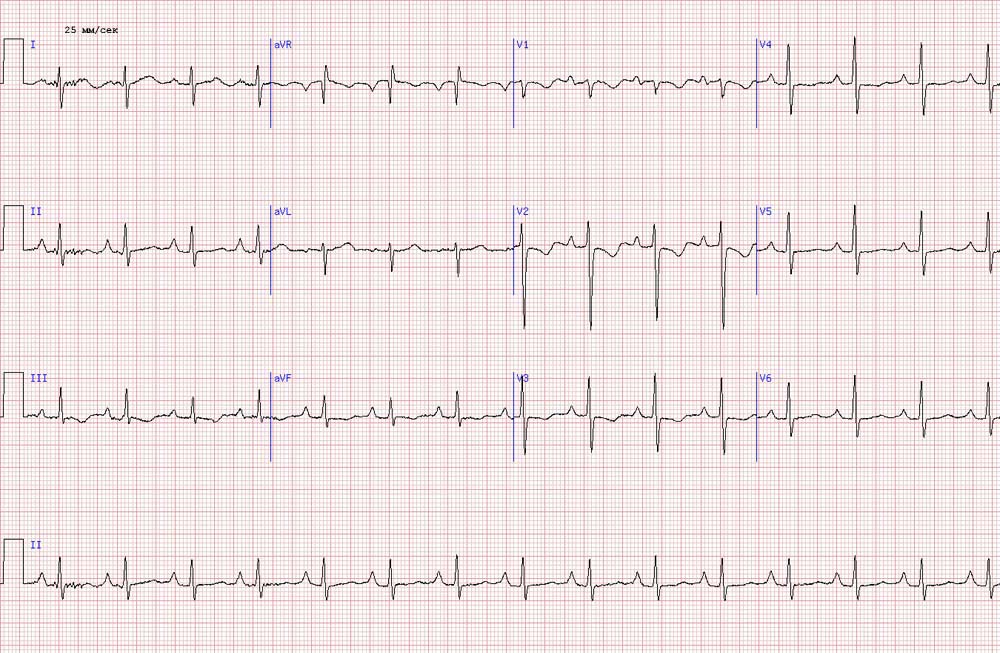 25 мм/сек
I aVR V1 V4
II aVL V2 V5
III aVF V3 V6
II